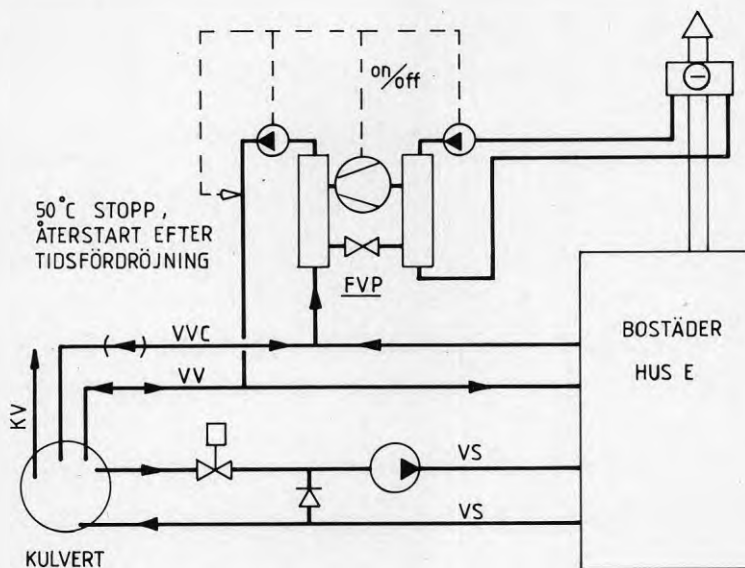 on/off
50°C STOPP,
ÅTERSTART EFTER
TIDSFÖRDRÖJNING
FVP
BOSTÄDER
HUS E
VVC
VV
KV
VS
VS
KULVERT